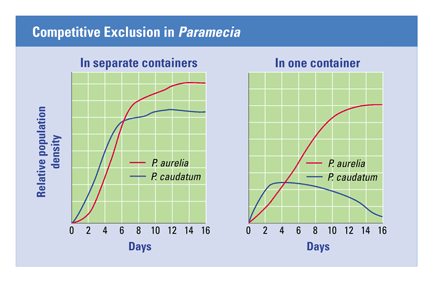 Competitive Exclusion in Paramecia
In separate containers
In one container
Relative population
density
P. aurelia
P. caudatum
0 2 4 6 8 10 12 14 16
Days
P. aurelia
P. caudatum
0 2 4 6 8 10 12 14 16
Days